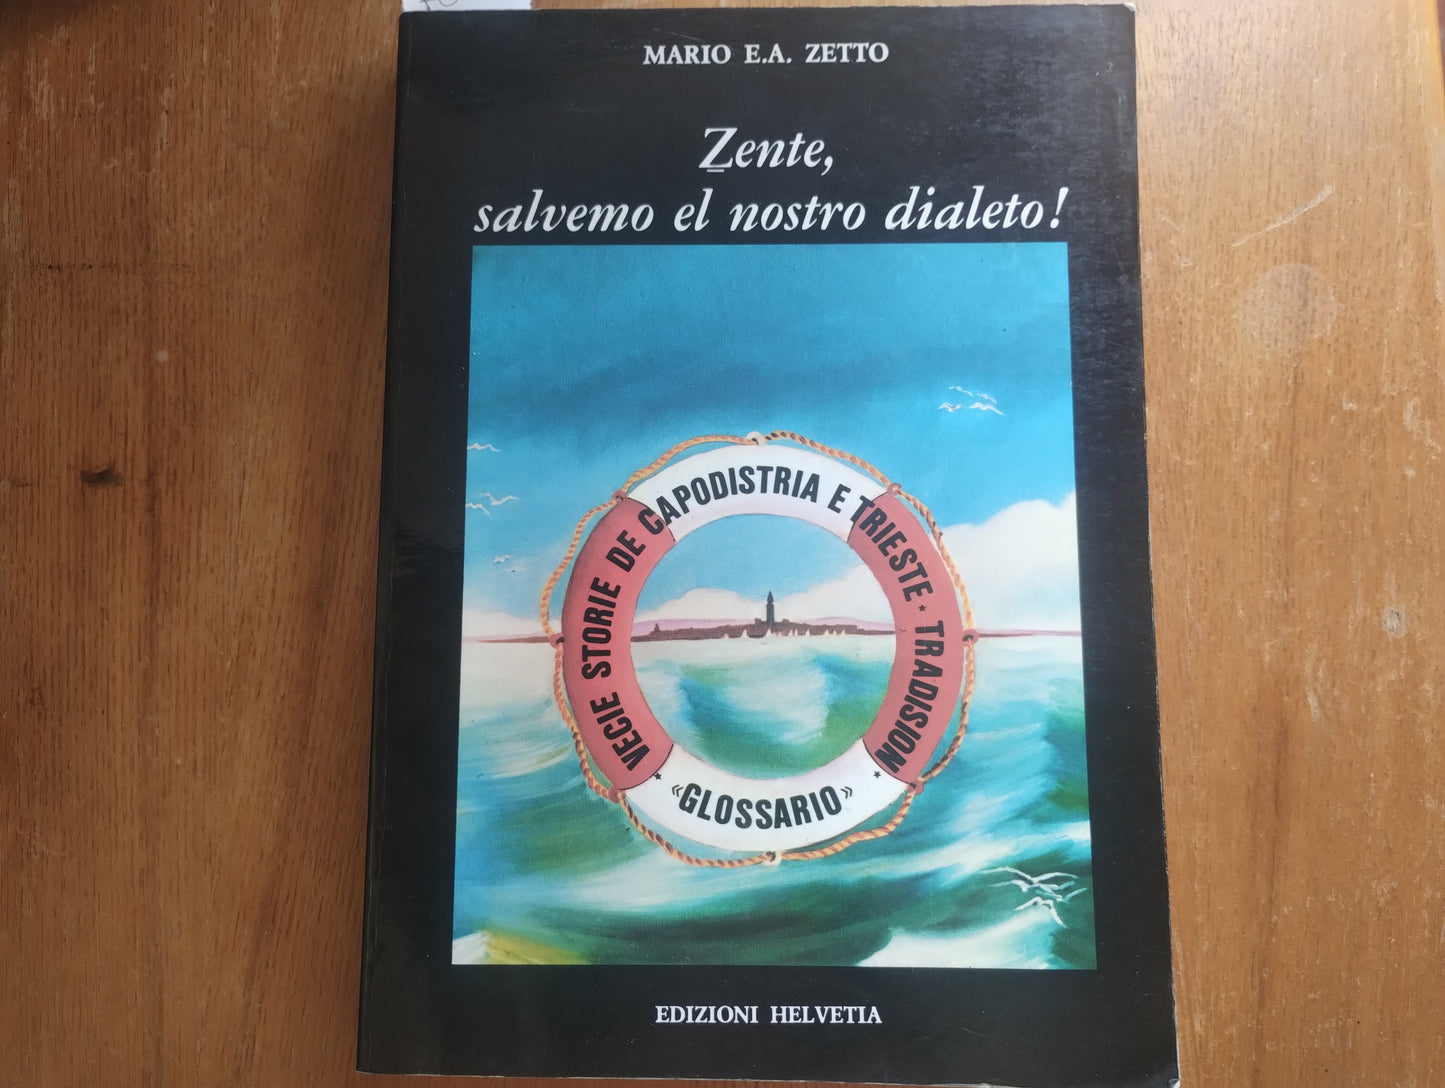 MARIO E.A. ZETTO
Zente,
salvemo el nostro dialeto!
VECIE STORIE DE CAPODISTRIA E TRIESTE * TRADISION
* «GLOSSARIO» *
EDIZIONI HELVETIA